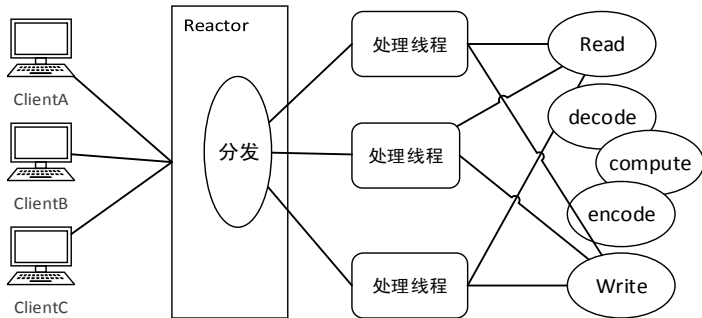 Reactor
ClientA
ClientB
ClientC
分发
处理线程
处理线程
处理线程
Read
decode
compute
encode
Write